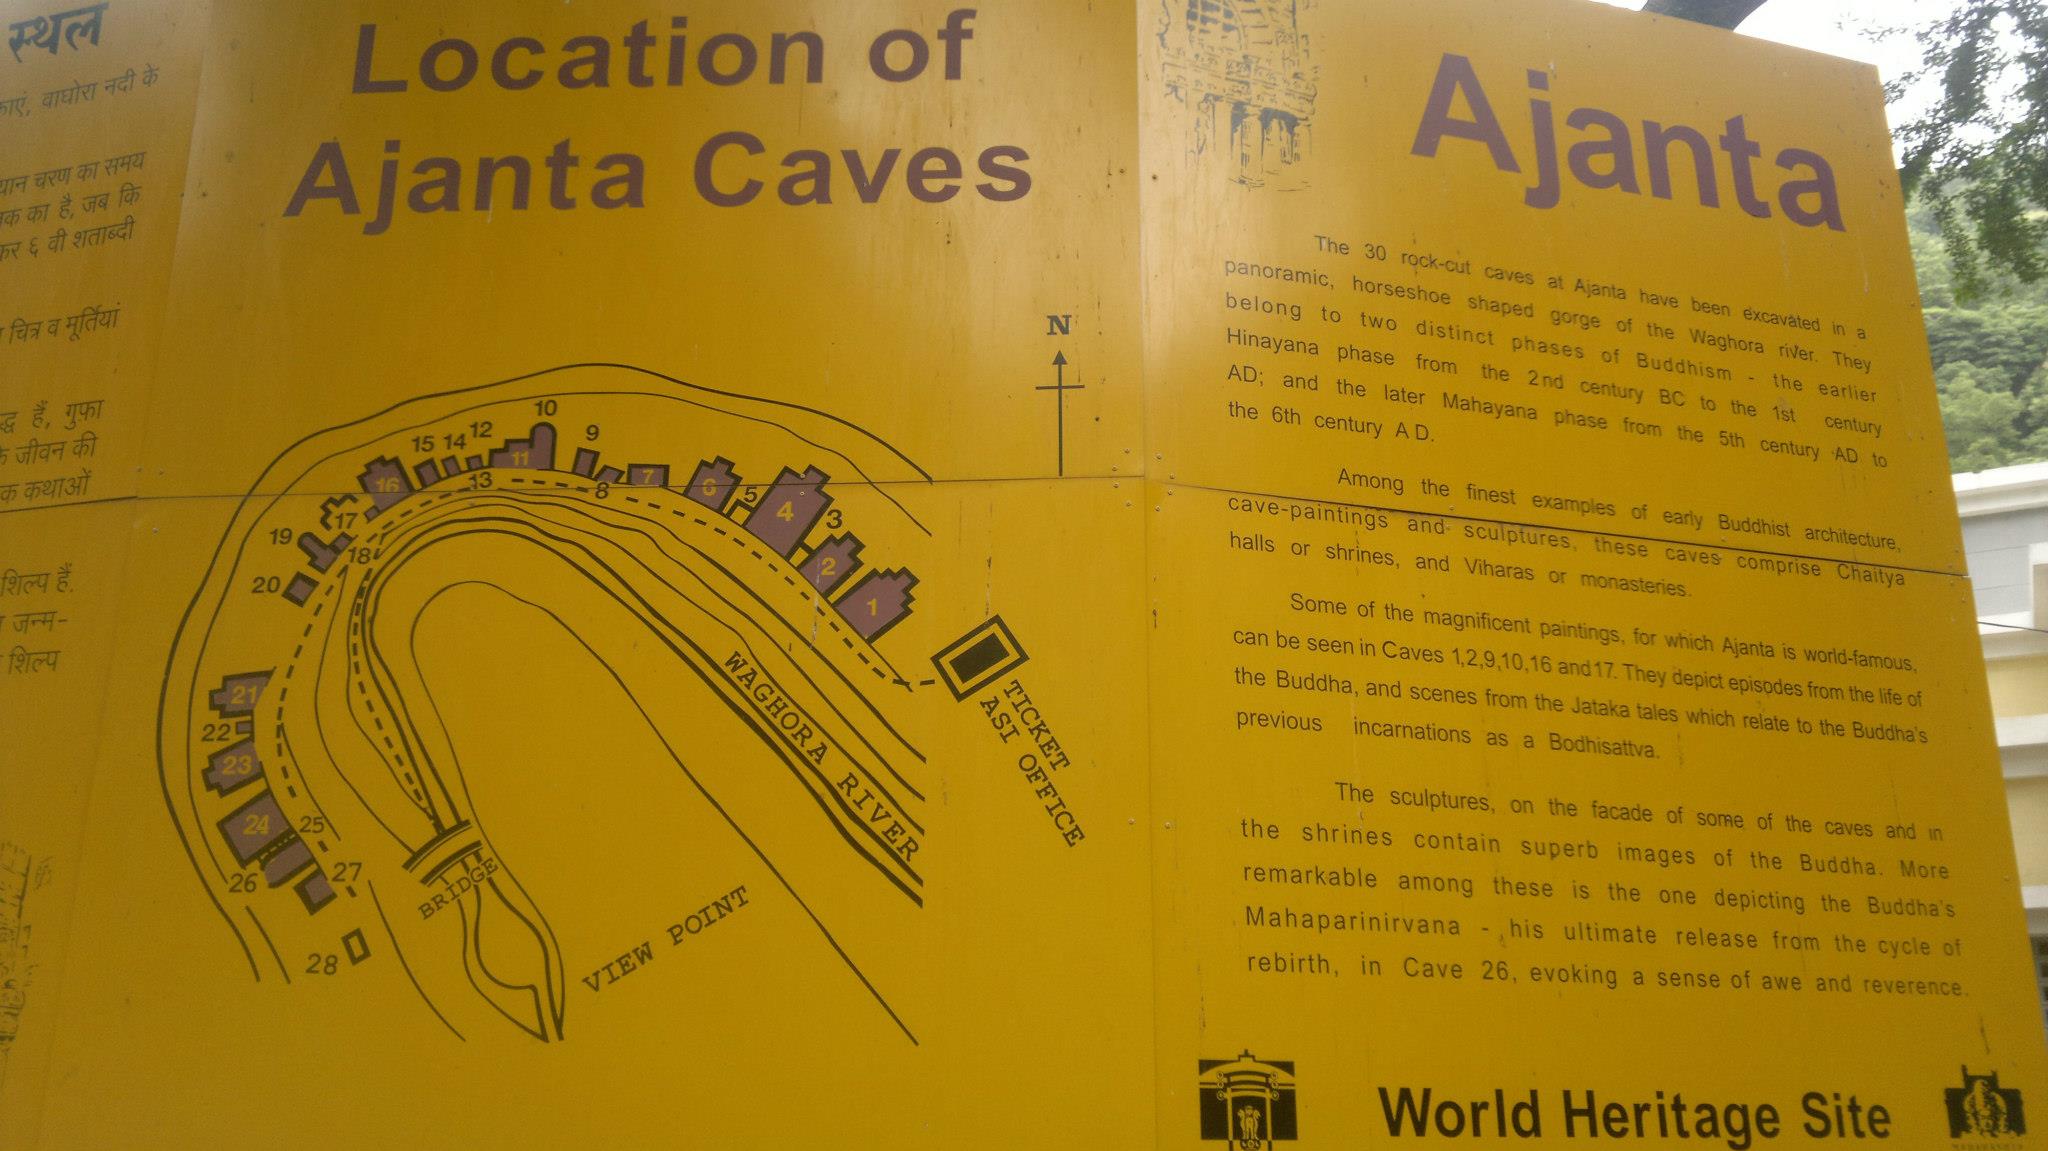 स्थल
वाघोरा नदी के
चरण का समय
का है, जब कि
६ वी शताब्दी
चित्र व मूर्तियां
हैं, गुफ़ा
जीवन की
कथाओं
शिल्प हैं.
जन्म-
शिल्प
Location of
Ajanta Caves
N
10
9
12
14
15
11
7
16
13
8
6
5
4
3
17
19
18
2
20
1
21
22
23
24
25
26
27
28
TICKET
ASI OFFICE
WAGHORA RIVER
BRIDGE
VIEW POINT
Ajanta
The 30 rock-cut caves at Ajanta have been excavated in a
panoramic, horseshoe shaped gorge of the Waghora river. They
belong to two distinct phases of Buddhism - the earlier
Hinayana phase from the 2nd century BC to the 1st century
AD; and the later Mahayana phase from the 5th century AD to
the 6th century A D.
Among the finest examples of early Buddhist architecture,
cave-paintings and sculptures, these caves comprise Chaitya
halls or shrines, and Viharas or monasteries.
Some of the magnificent paintings, for which Ajanta is world-famous,
can be seen in Caves 1,2,9,10,16 and17. They depict episodes from the life of
the Buddha, and scenes from the Jataka tales which relate to the Buddha's
previous incarnations as a Bodhisattva.
The sculptures, on the facade of some of the caves and in
the shrines contain superb images of the Buddha. More
remarkable among these is the one depicting the Buddha's
Mahaparinirvana - his ultimate release from the cycle of
rebirth, in Cave 26, evoking a sense of awe and reverence.
World Heritage Site